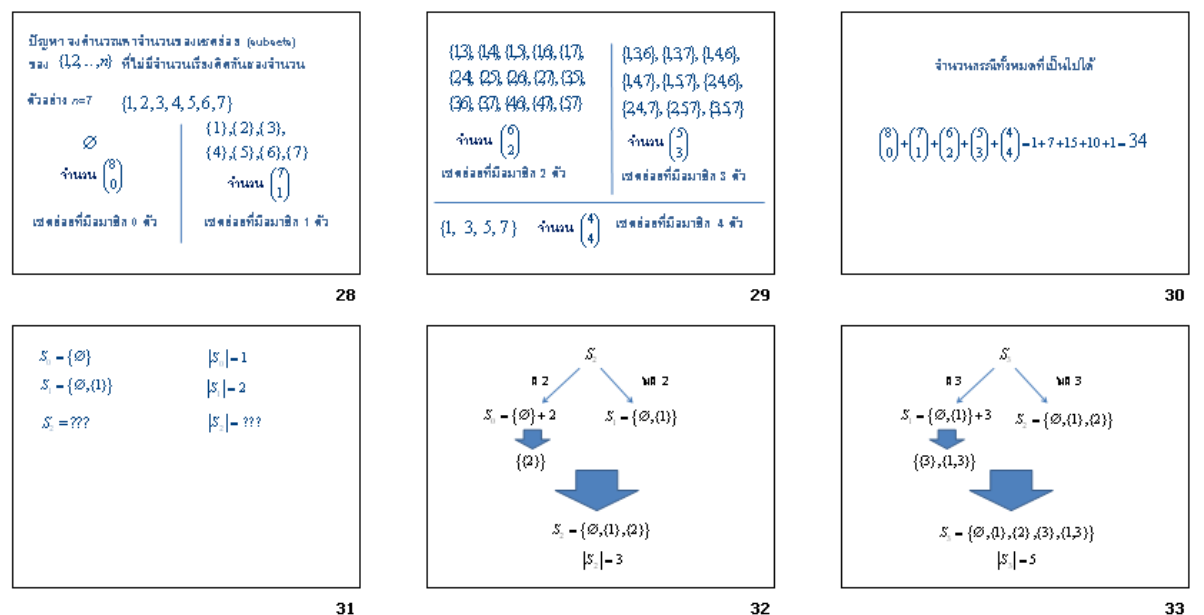 ปัญหา จงคำนวณหาจำนวนของเซตย่อย (subsets)
ของ {1,2,...,n} ที่ไม่มีจำนวนเรียงติดกันสองจำนวน
ตัวอย่าง n=7 {1, 2, 3, 4, 5, 6, 7}
∅
จำนวน (8 0)
เซตย่อยที่มีสมาชิก 0 ตัว
{1},{2},{3},
{4},{5},{6},{7}
จำนวน (7 1)
เซตย่อยที่มีสมาชิก 1 ตัว
28
{1,3}, {1,4}, {1,5}, {1,6}, {1,7},
{2,4}, {2,5}, {2,6}, {2,7}, {3,5},
{3,6}, {3,7}, {4,6}, {4,7}, {5,7}
จำนวน (6 2)
เซตย่อยที่มีสมาชิก 2 ตัว
{1,3,6}, {1,3,7}, {1,4,6},
{1,4,7}, {1,5,7}, {2,4,6},
{2,4,7}, {2,5,7}, {3,5,7}
จำนวน (5 3)
เซตย่อยที่มีสมาชิก 3 ตัว
{1, 3, 5, 7} จำนวน (4 4) เซตย่อยที่มีสมาชิก 4 ตัว
29
จำนวนกรณีทั้งหมดที่เป็นไปได้
(8 0)+(7 1)+(6 2)+(5 3)+(4 4)=1+7+15+10+1=34
30
S₀ = {∅} |S₀| = 1
S₁ = {∅,{1}} |S₁| = 2
S₂ = ??? |S₂| = ???
31
S₂
มี 2 ไม่มี 2
S₀ = {∅} + 2 S₁ = {∅,{1}}
{{2}}
S₂ = {∅,{1},{2}}
|S₂| = 3
32
S₃
มี 3 ไม่มี 3
S₁ = {∅,{1}} + 3 S₂ = {∅,{1},{2}}
{{3},{1,3}}
S₃ = {∅,{1},{2},{3},{1,3}}
|S₃| = 5
33